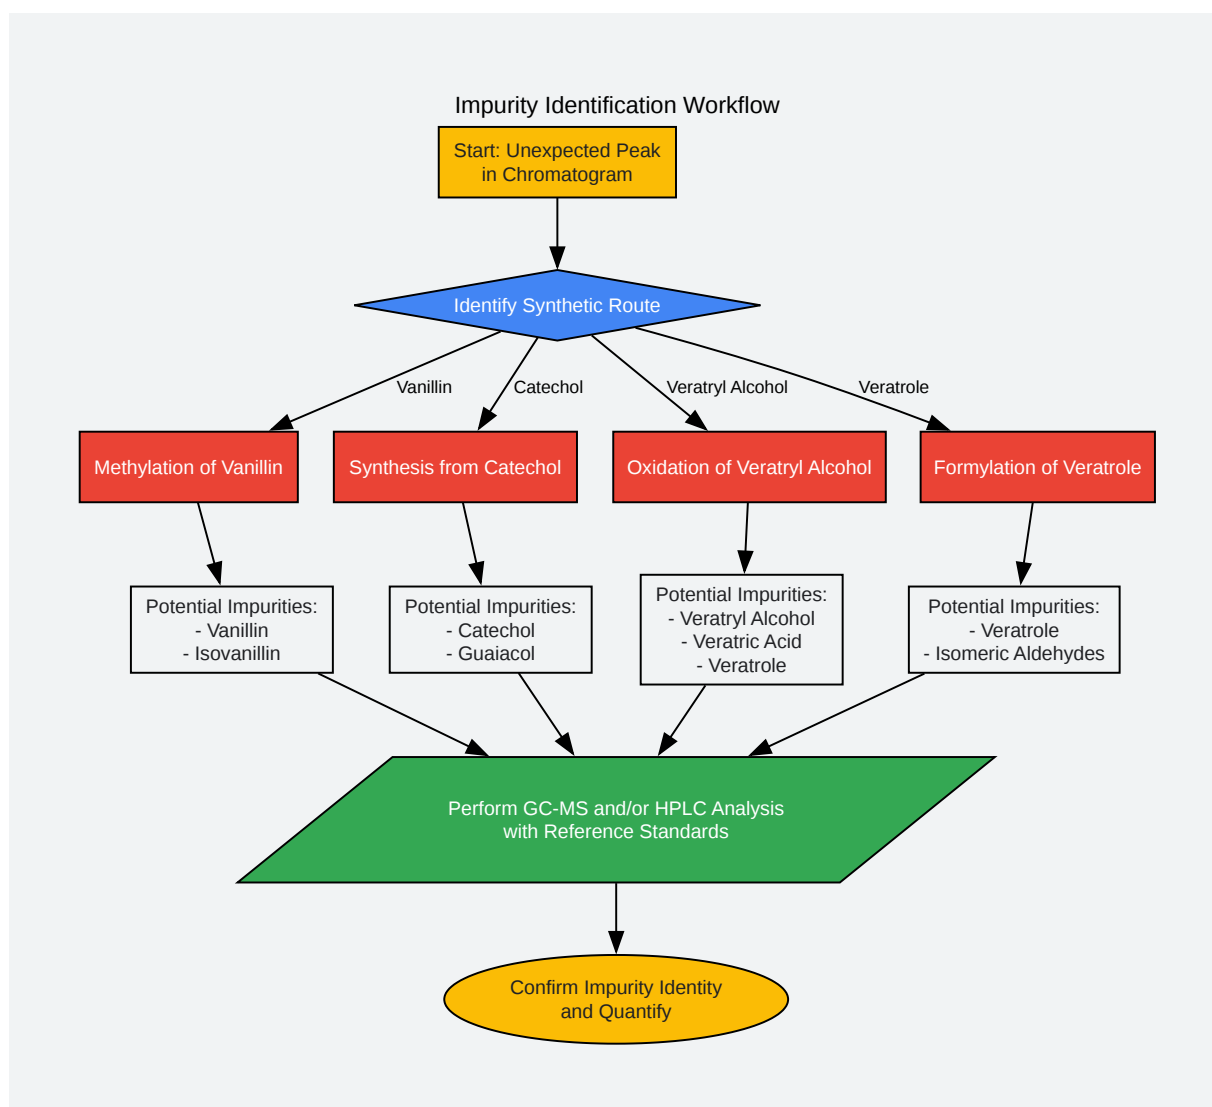 Impurity Identification Workflow
Start: Unexpected Peak
in Chromatogram
Identify Synthetic Route
Vanillin
Catechol
Veratryl Alcohol
Veratrole
Methylation of Vanillin
Synthesis from Catechol
Oxidation of Veratryl Alcohol
Formylation of Veratrole
Potential Impurities:
- Vanillin
- Isovanillin
Potential Impurities:
- Catechol
- Guaiacol
Potential Impurities:
- Veratryl Alcohol
- Veratric Acid
- Veratrole
Potential Impurities:
- Veratrole
- Isomeric Aldehydes
Perform GC-MS and/or HPLC Analysis
with Reference Standards
Confirm Impurity Identity
and Quantify